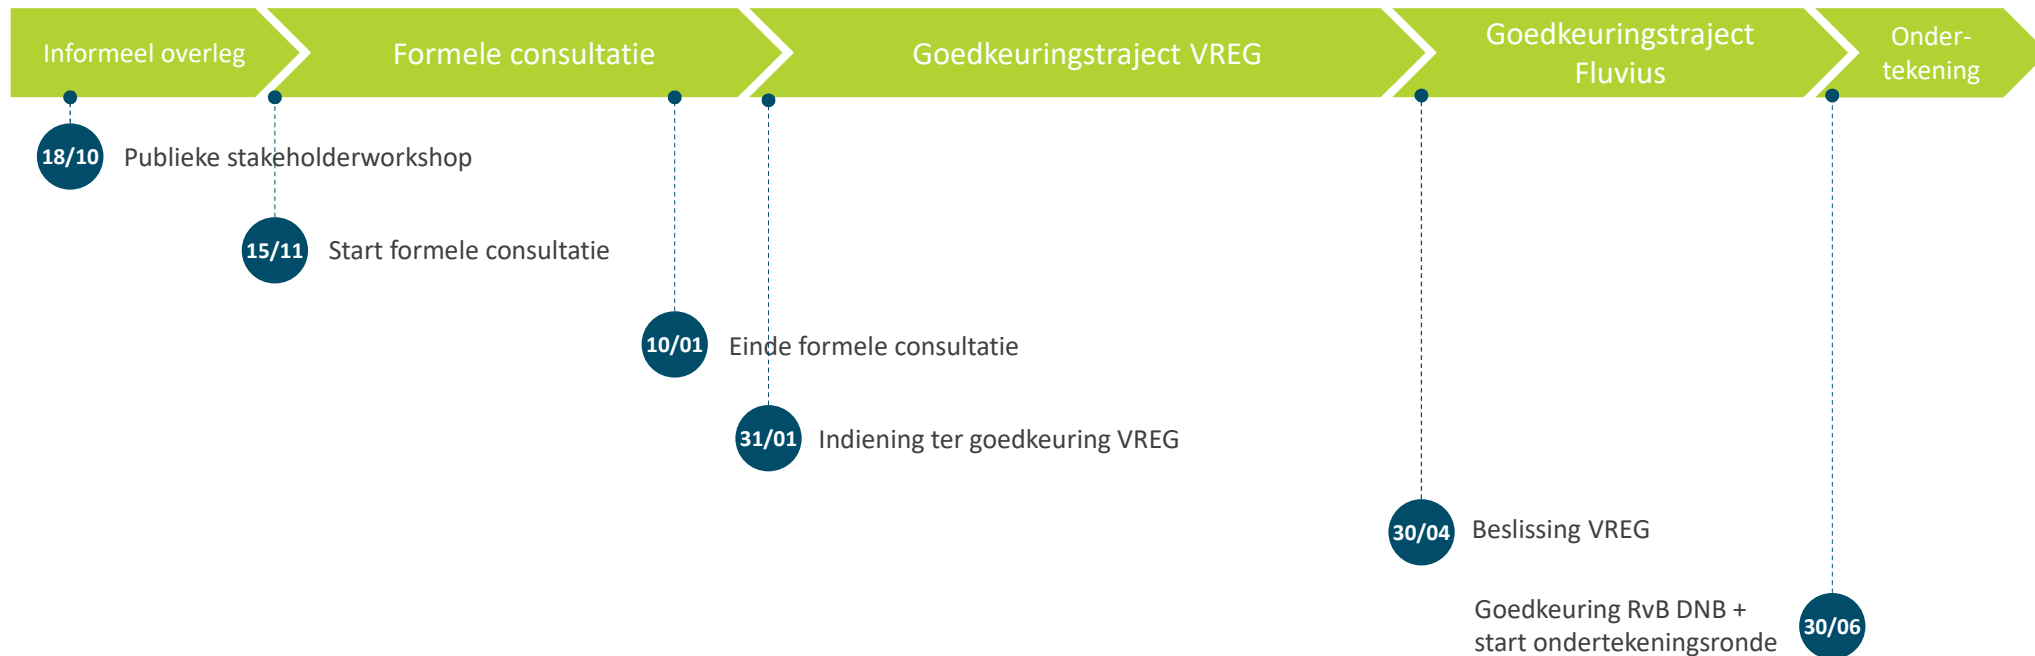 Informeel overleg
Formele consultatie
Goedkeuringstraject VREG
Goedkeuringstraject
Fluvius
Onder-
tekening
18/10
Publieke stakeholderworkshop
15/11
Start formele consultatie
10/01
Einde formele consultatie
31/01
Indiening ter goedkeuring VREG
30/04
Beslissing VREG
Goedkeuring RvB DNB +
start ondertekeningsronde
30/06